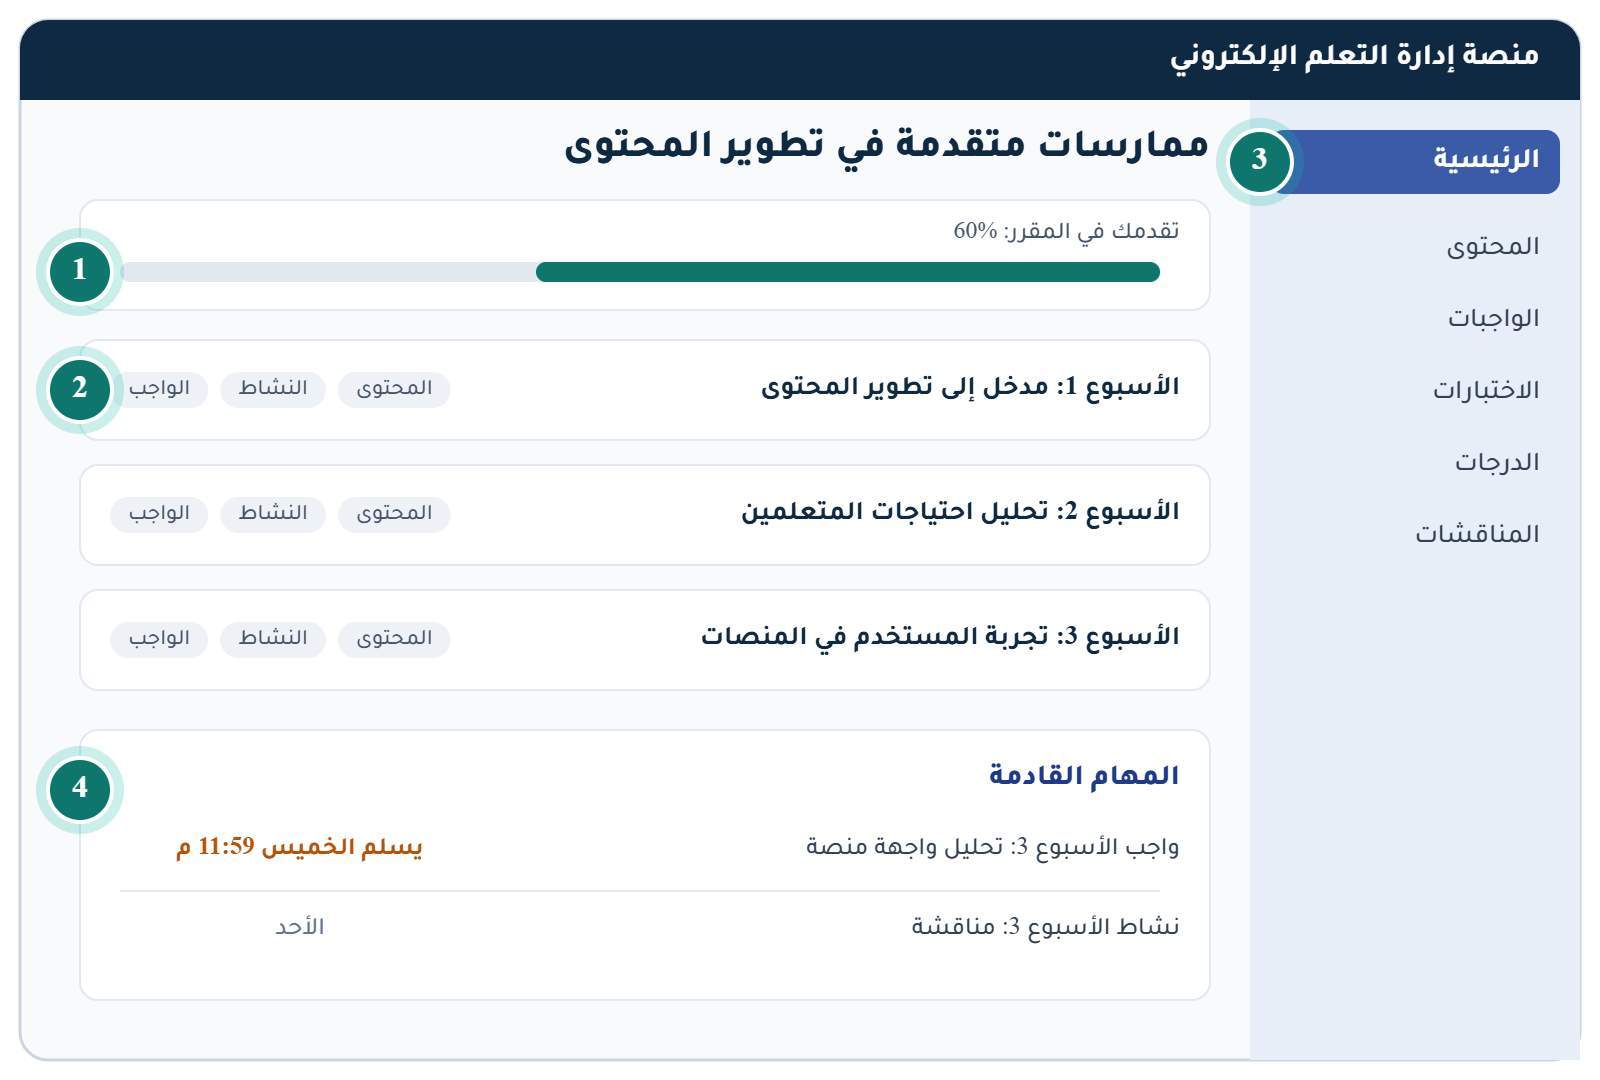 منصة إدارة التعلم الإلكتروني
3
الرئيسية
المحتوى
الواجبات
الاختبارات
الدرجات
المناقشات
ممارسات متقدمة في تطوير المحتوى
تقدمك في المقرر: 60%
1
الأسبوع 1: مدخل إلى تطوير المحتوى
المحتوى النشاط الواجب
2
الأسبوع 2: تحليل احتياجات المتعلمين
المحتوى النشاط الواجب
الأسبوع 3: تجربة المستخدم في المنصات
المحتوى النشاط الواجب
المهام القادمة
4
واجب الأسبوع 3: تحليل واجهة منصة
يسلم الخميس 11:59 م
نشاط الأسبوع 3: مناقشة
الأحد